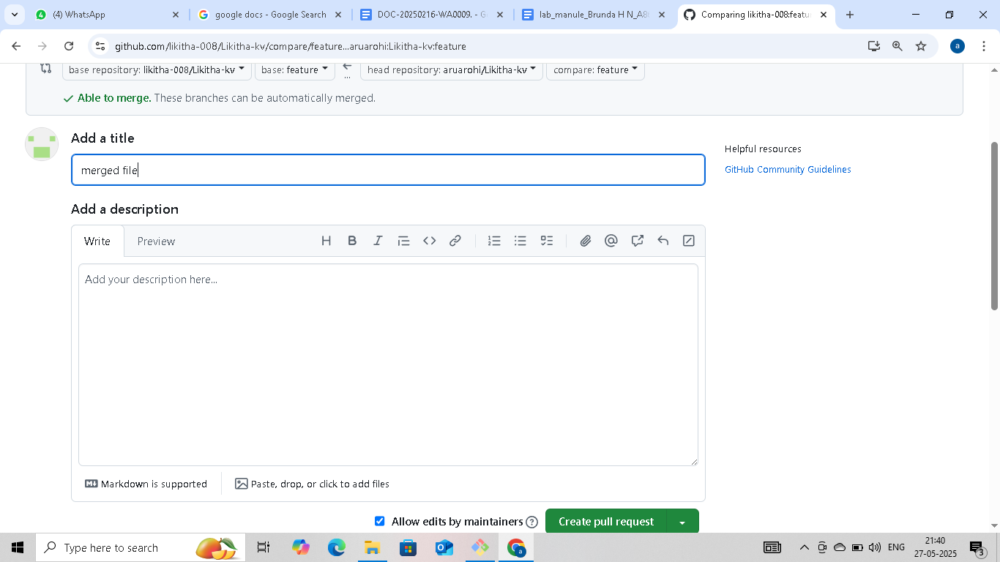 (4) WhatsApp
google docs - Google Search
DOC-20250216-WA0009. - G
lab_manule_Brunda H N_A8
Comparing likitha-008:featu
github.com/likitha-008/Likitha-kv/compare/feature...aruarohi:Likitha-kv:feature
a
base repository: likitha-008/Likitha-kv
base: feature
...
head repository: aruarohi/Likitha-kv
compare: feature
Able to merge. These branches can be automatically merged.
Add a title
merged file
Helpful resources
GitHub Community Guidelines
Add a description
Write
Preview
Add your description here...
Markdown is supported
Paste, drop, or click to add files
Allow edits by maintainers
Create pull request
Type here to search
ENG
21:40
27-05-2025
3